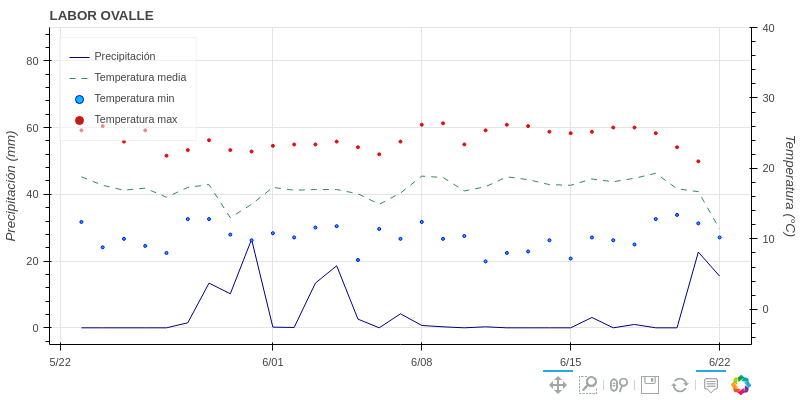 LABOR OVALLE
Precipitación
Temperatura media
Temperatura min
Temperatura max
Precipitación (mm)
80
60
40
20
0
Temperatura (°C)
40
30
20
10
0
5/22
6/01
6/08
6/15
6/22